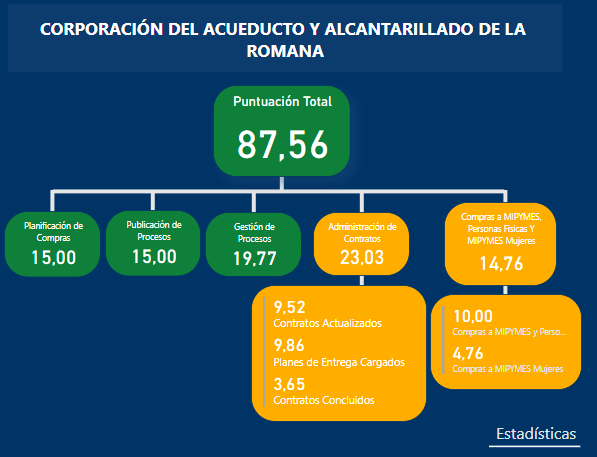 CORPORACIÓN DEL ACUEDUCTO Y ALCANTARILLADO DE LA
ROMANA
Puntuación Total
87,56
Planificación de
Compras
15,00
Publicación de
Procesos
15,00
Gestión de
Procesos
19,77
Administración de
Contratos
23,03
Compras a MIPYMES,
Personas Fisicas Y
MIPYMES Mujeres
14,76
9,52
Contratos Actualizados
9,86
Planes de Entrega Cargados
3,65
Contratos Concluidos
10,00
Compras a MIPYMES y Perso...
4,76
Compras a MIPYMES Mujeres
Estadísticas